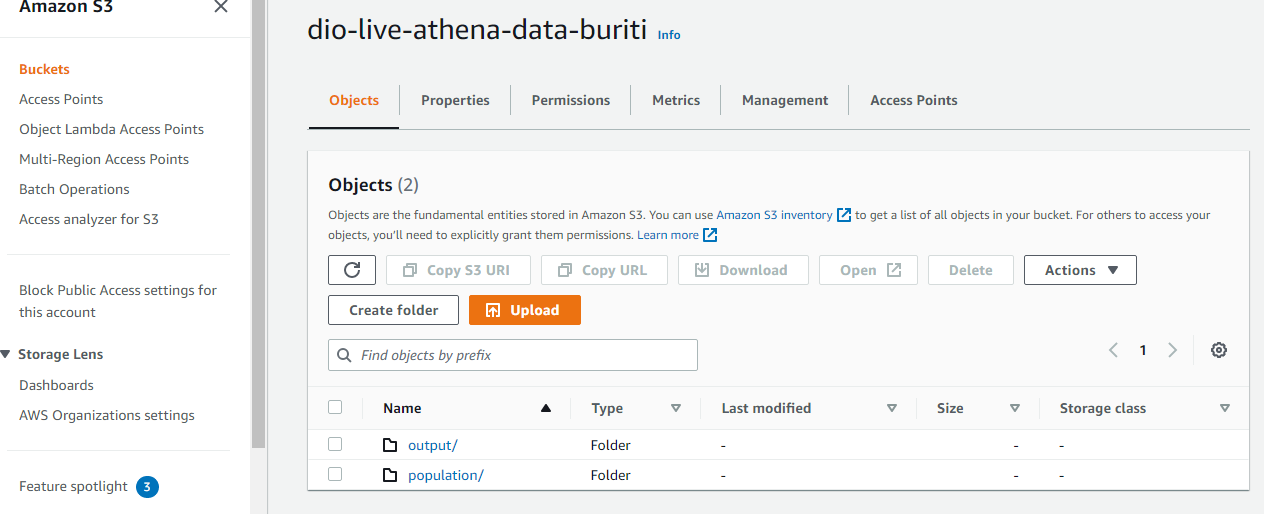 Amazon S3
Buckets
Access Points
Object Lambda Access Points
Multi-Region Access Points
Batch Operations
Access analyzer for S3
Block Public Access settings for
this account
Storage Lens
Dashboards
AWS Organizations settings
Feature spotlight 3
dio-live-athena-data-buriti Info
Objects Properties Permissions Metrics Management Access Points
Objects (2)
Objects are the fundamental entities stored in Amazon S3. You can use Amazon S3 inventory to get a list of all objects in your bucket. For others to access your
objects, you'll need to explicitly grant them permissions. Learn more
Copy S3 URI Copy URL Download Open Delete Actions
Create folder Upload
Find objects by prefix 1
Name Type Last modified Size Storage class
output/ Folder - - -
population/ Folder - - -